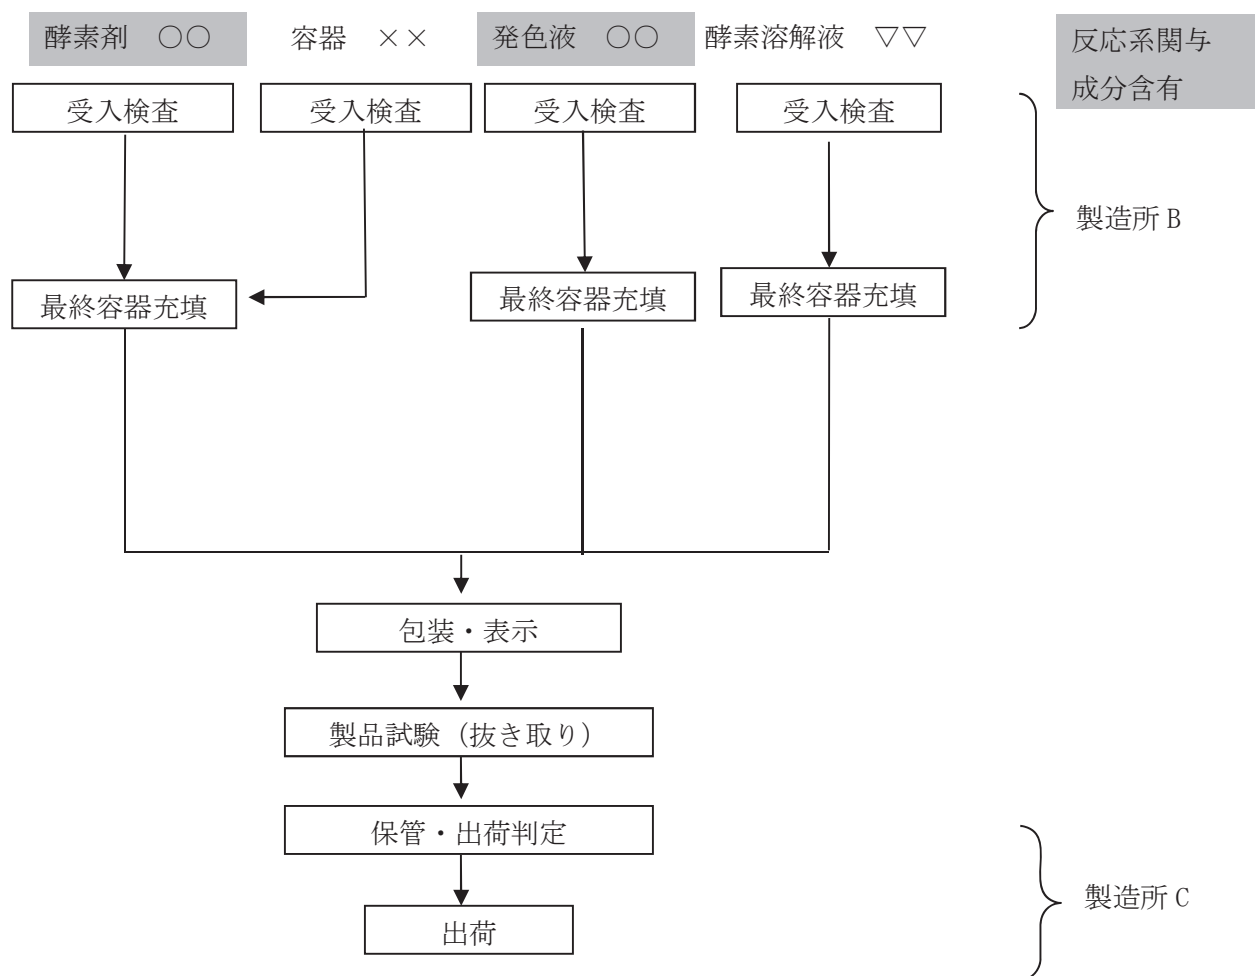 酵素剤　○○
容器　××
発色液　○○
酵素溶解液　▽▽
反応系関与
成分含有
受入検査
受入検査
受入検査
受入検査
製造所 B
最終容器充填
最終容器充填
最終容器充填
包装・表示
製品試験（抜き取り）
保管・出荷判定
製造所 C
出荷